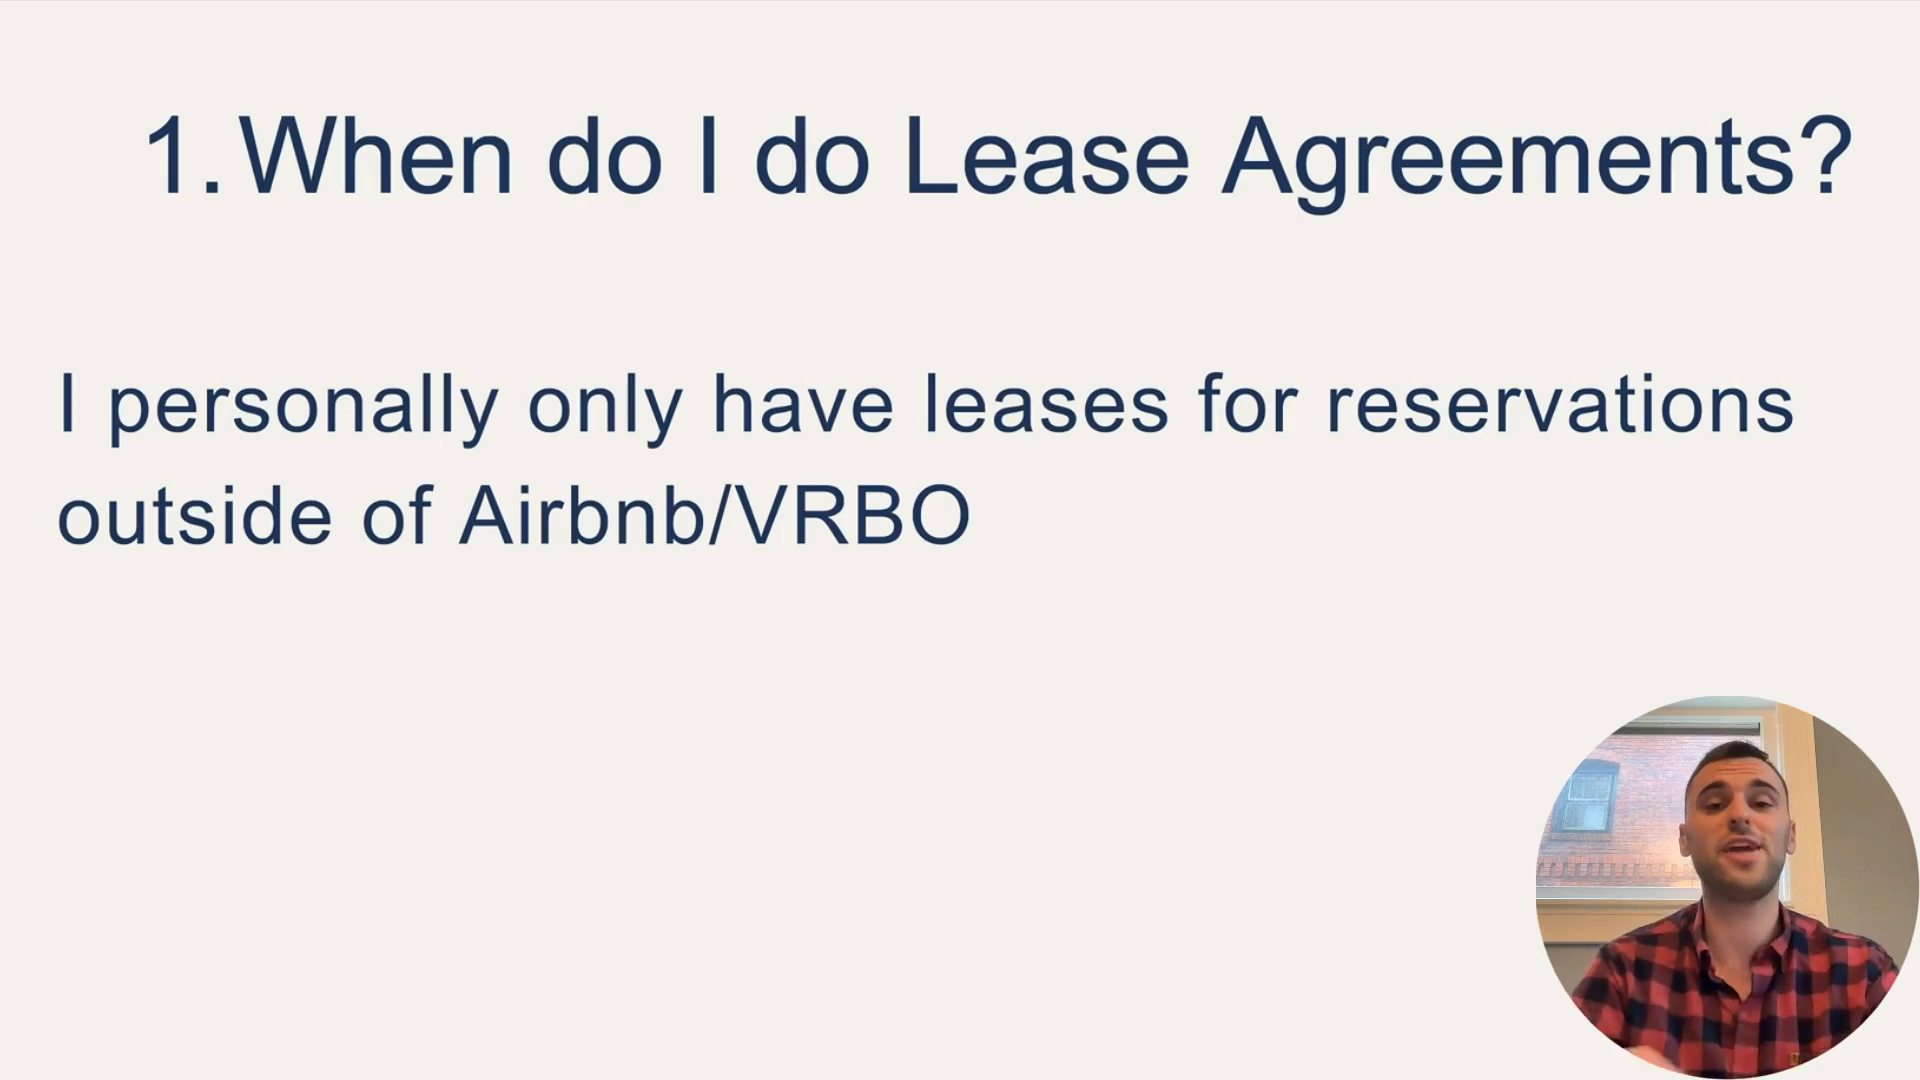 1. When do I do Lease Agreements?
I personally only have leases for reservations
outside of Airbnb/VRBO